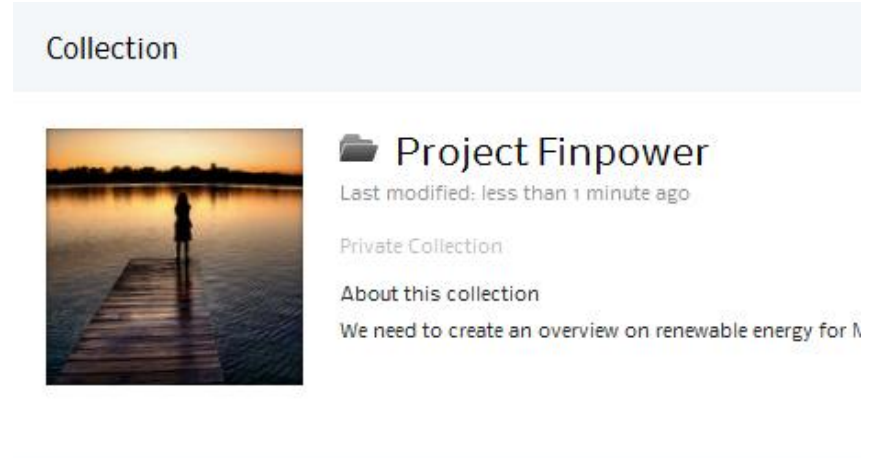 Collection
Project Finpower
Last modified: less than 1 minute ago
Private Collection
About this collection
We need to create an overview on renewable energy for